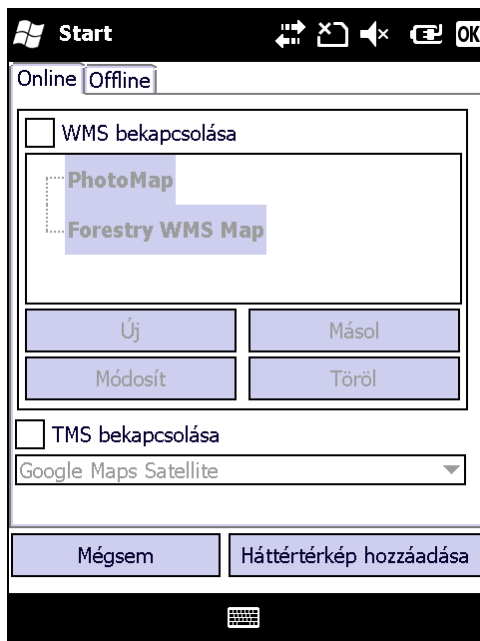 Start OK
Online Offline
WMS bekapcsolása
PhotoMap
Forestry WMS Map
Új Másol
Módosít Töröl
TMS bekapcsolása
Google Maps Satellite
Mégsem Háttértérkép hozzáadása